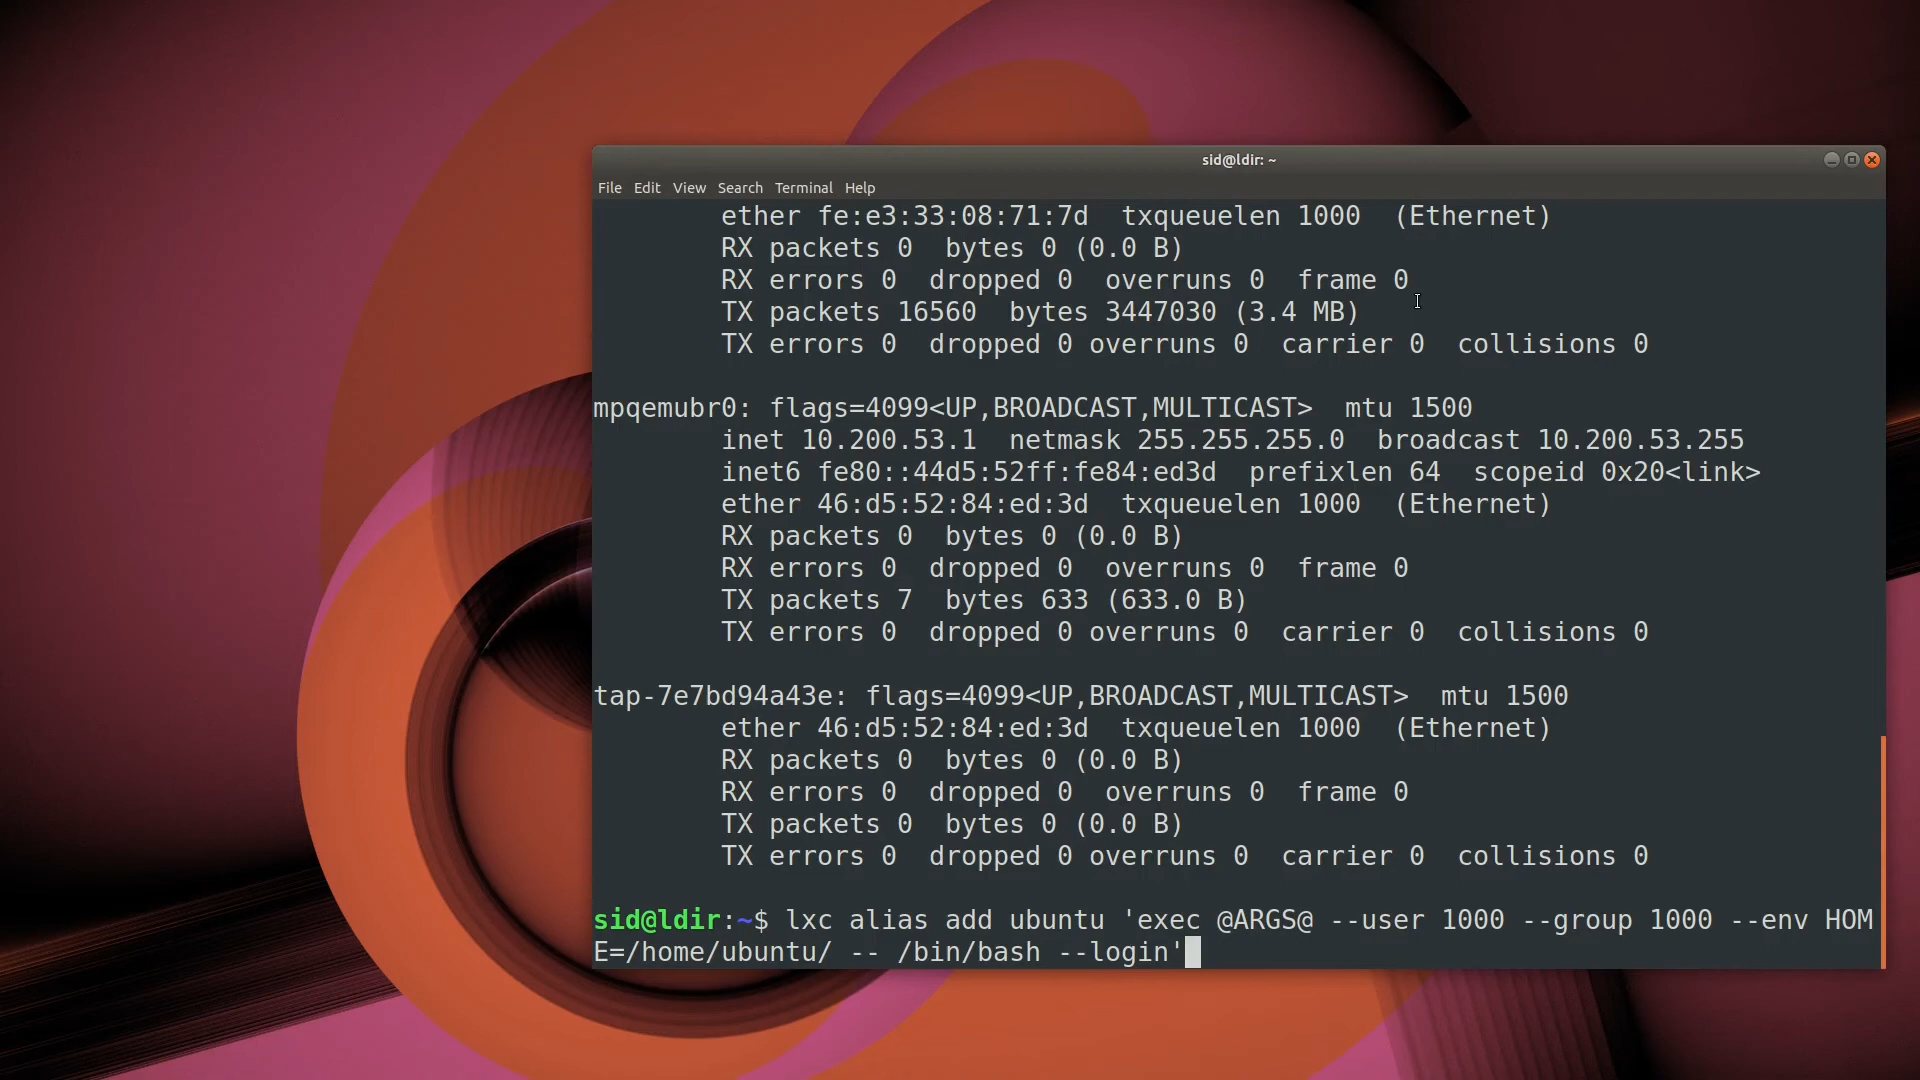 sid@ldir: ~
File Edit View Search Terminal Help
ether fe:e3:33:08:71:7d  txqueuelen 1000  (Ethernet)
RX packets 0  bytes 0 (0.0 B)
RX errors 0  dropped 0  overruns 0  frame 0
TX packets 16560  bytes 3447030 (3.4 MB)
TX errors 0  dropped 0 overruns 0  carrier 0  collisions 0
mpqemubr0: flags=4099<UP,BROADCAST,MULTICAST>  mtu 1500
inet 10.200.53.1  netmask 255.255.255.0  broadcast 10.200.53.255
inet6 fe80::44d5:52ff:fe84:ed3d  prefixlen 64  scopeid 0x20<link>
ether 46:d5:52:84:ed:3d  txqueuelen 1000  (Ethernet)
RX packets 0  bytes 0 (0.0 B)
RX errors 0  dropped 0  overruns 0  frame 0
TX packets 7  bytes 633 (633.0 B)
TX errors 0  dropped 0 overruns 0  carrier 0  collisions 0
tap-7e7bd94a43e: flags=4099<UP,BROADCAST,MULTICAST>  mtu 1500
ether 46:d5:52:84:ed:3d  txqueuelen 1000  (Ethernet)
RX packets 0  bytes 0 (0.0 B)
RX errors 0  dropped 0  overruns 0  frame 0
TX packets 0  bytes 0 (0.0 B)
TX errors 0  dropped 0 overruns 0  carrier 0  collisions 0
sid@ldir:~$ lxc alias add ubuntu 'exec @ARGS@ --user 1000 --group 1000 --env HOM
E=/home/ubuntu/ -- /bin/bash --login'